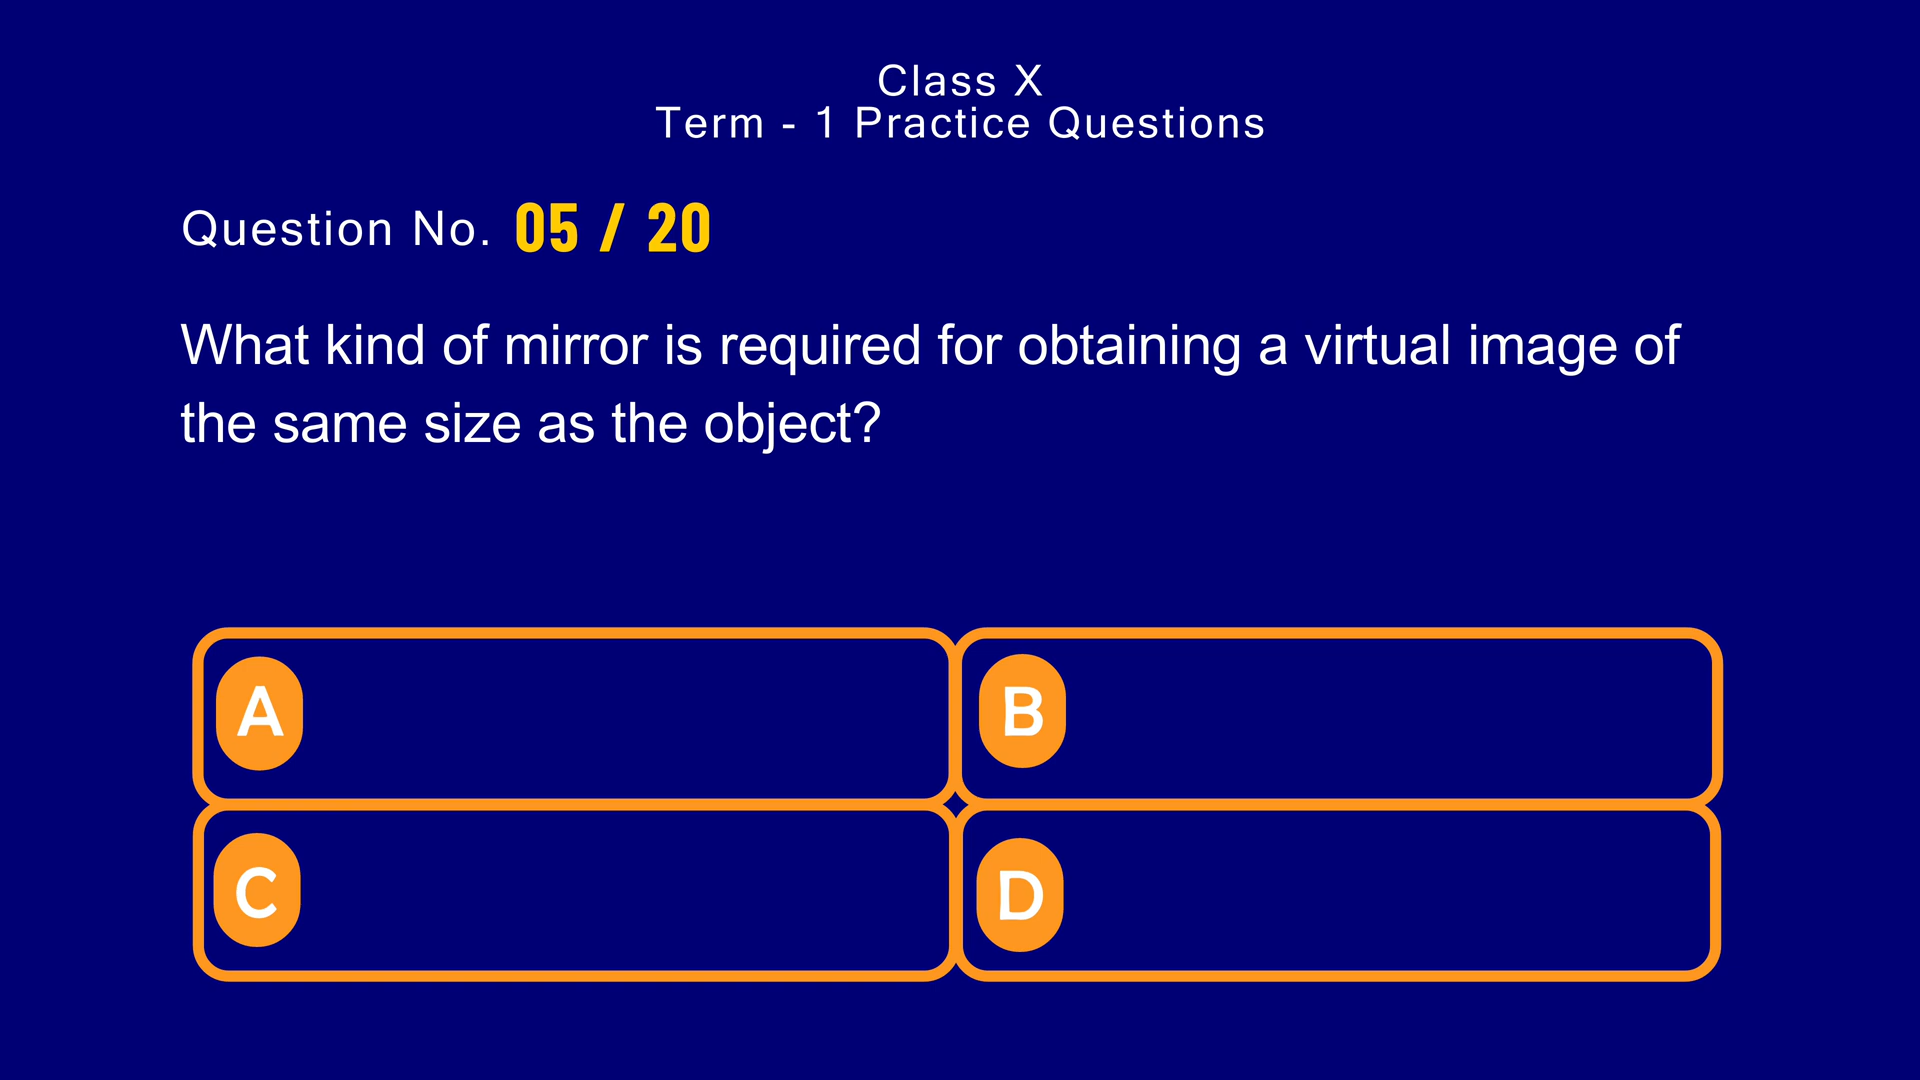 Class X
Term - 1 Practice Questions
Question No. 05 / 20
What kind of mirror is required for obtaining a virtual image of
the same size as the object?
A
B
C
D